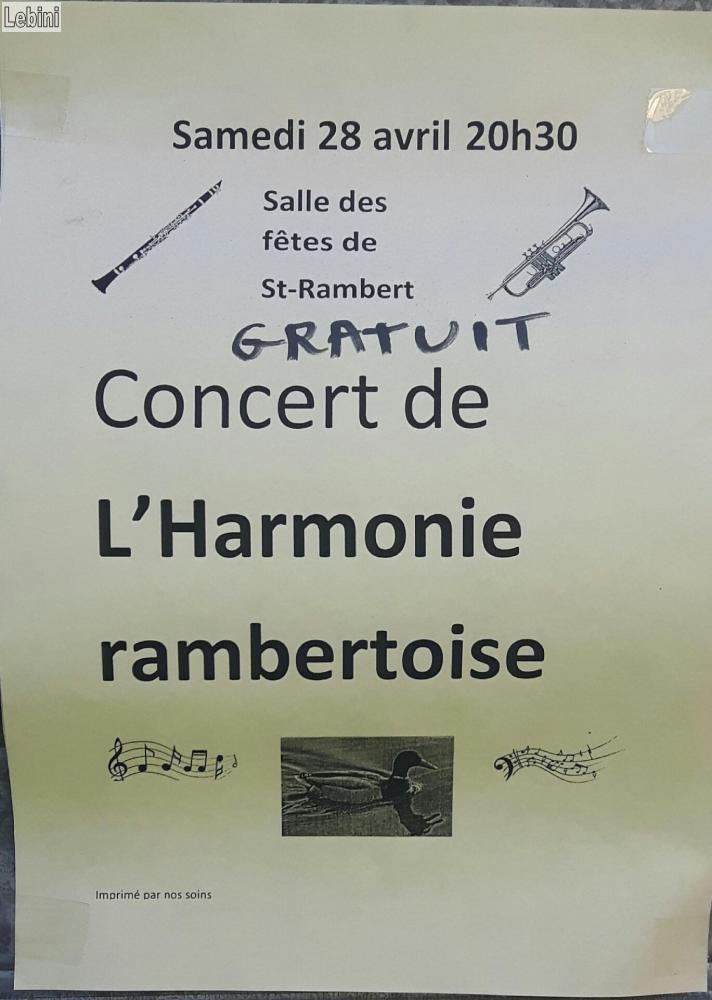 Lebini
Samedi 28 avril 20h30
Salle des
fêtes de
St-Rambert
GRATUIT
Concert de
L'Harmonie
rambertoise
Imprimé par nos soins